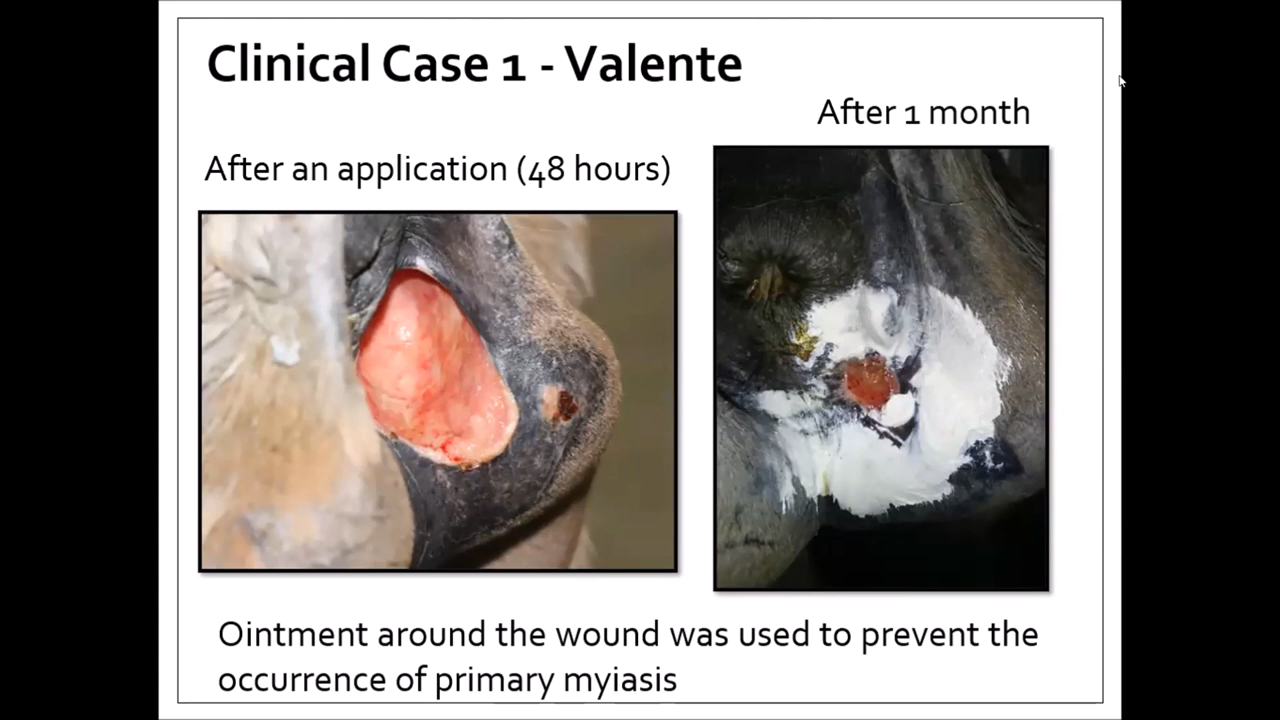 Clinical Case 1 - Valente
After 1 month
After an application (48 hours)
Ointment around the wound was used to prevent the
occurrence of primary myiasis